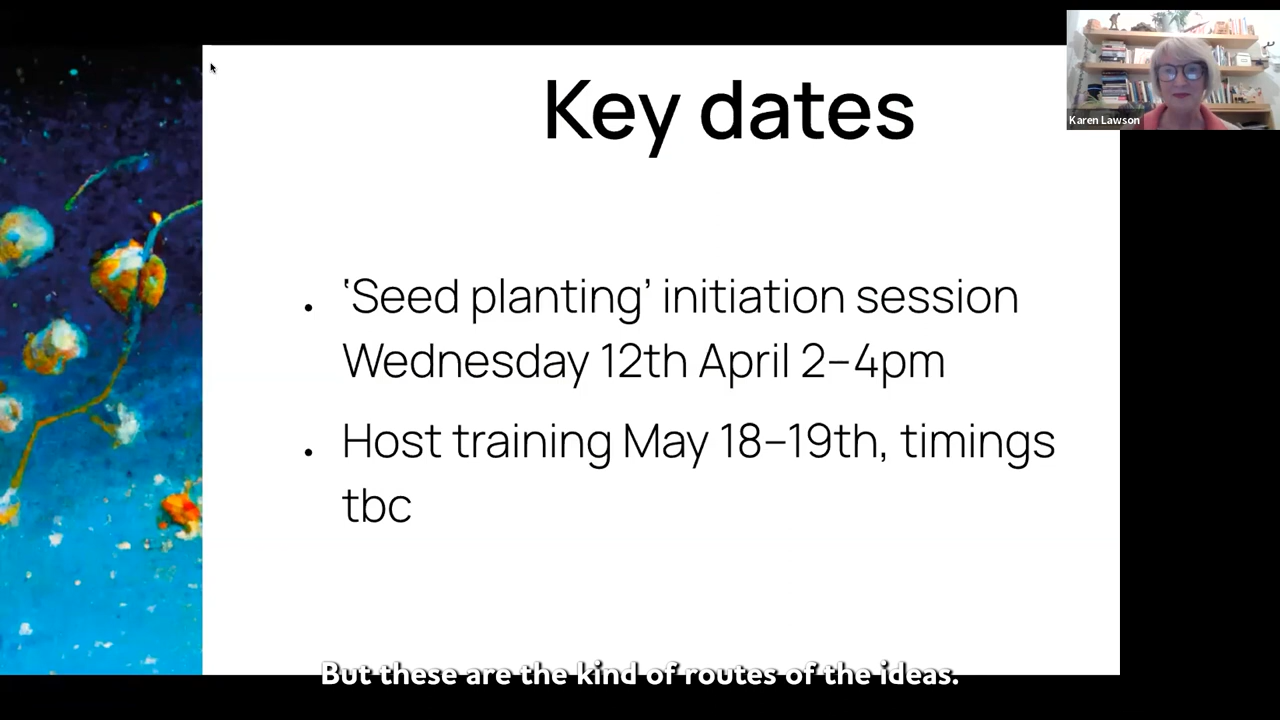 Key dates
Karen Lawson
• ‘Seed planting’ initiation session
Wednesday 12th April 2–4pm
• Host training May 18–19th, timings
tbc
But these are the kind of routes of the ideas.